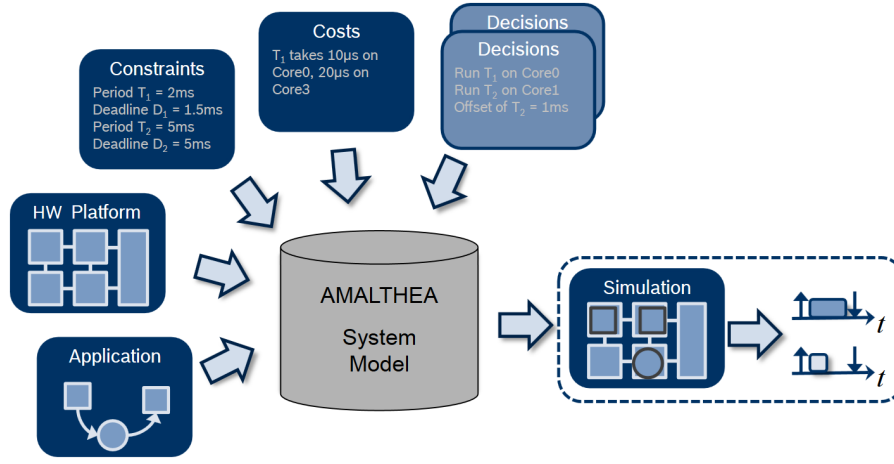 Constraints
Period T₁ = 2ms
Deadline D₁ = 1.5ms
Period T₂ = 5ms
Deadline D₂ = 5ms
Costs
T₁ takes 10µs on
Core0, 20µs on
Core3
Decisions
Decisions
Run T₁ on Core0
Run T₂ on Core1
Offset of T₂ = 1ms
HW Platform
Application
AMALTHEA
System
Model
Simulation
t
t